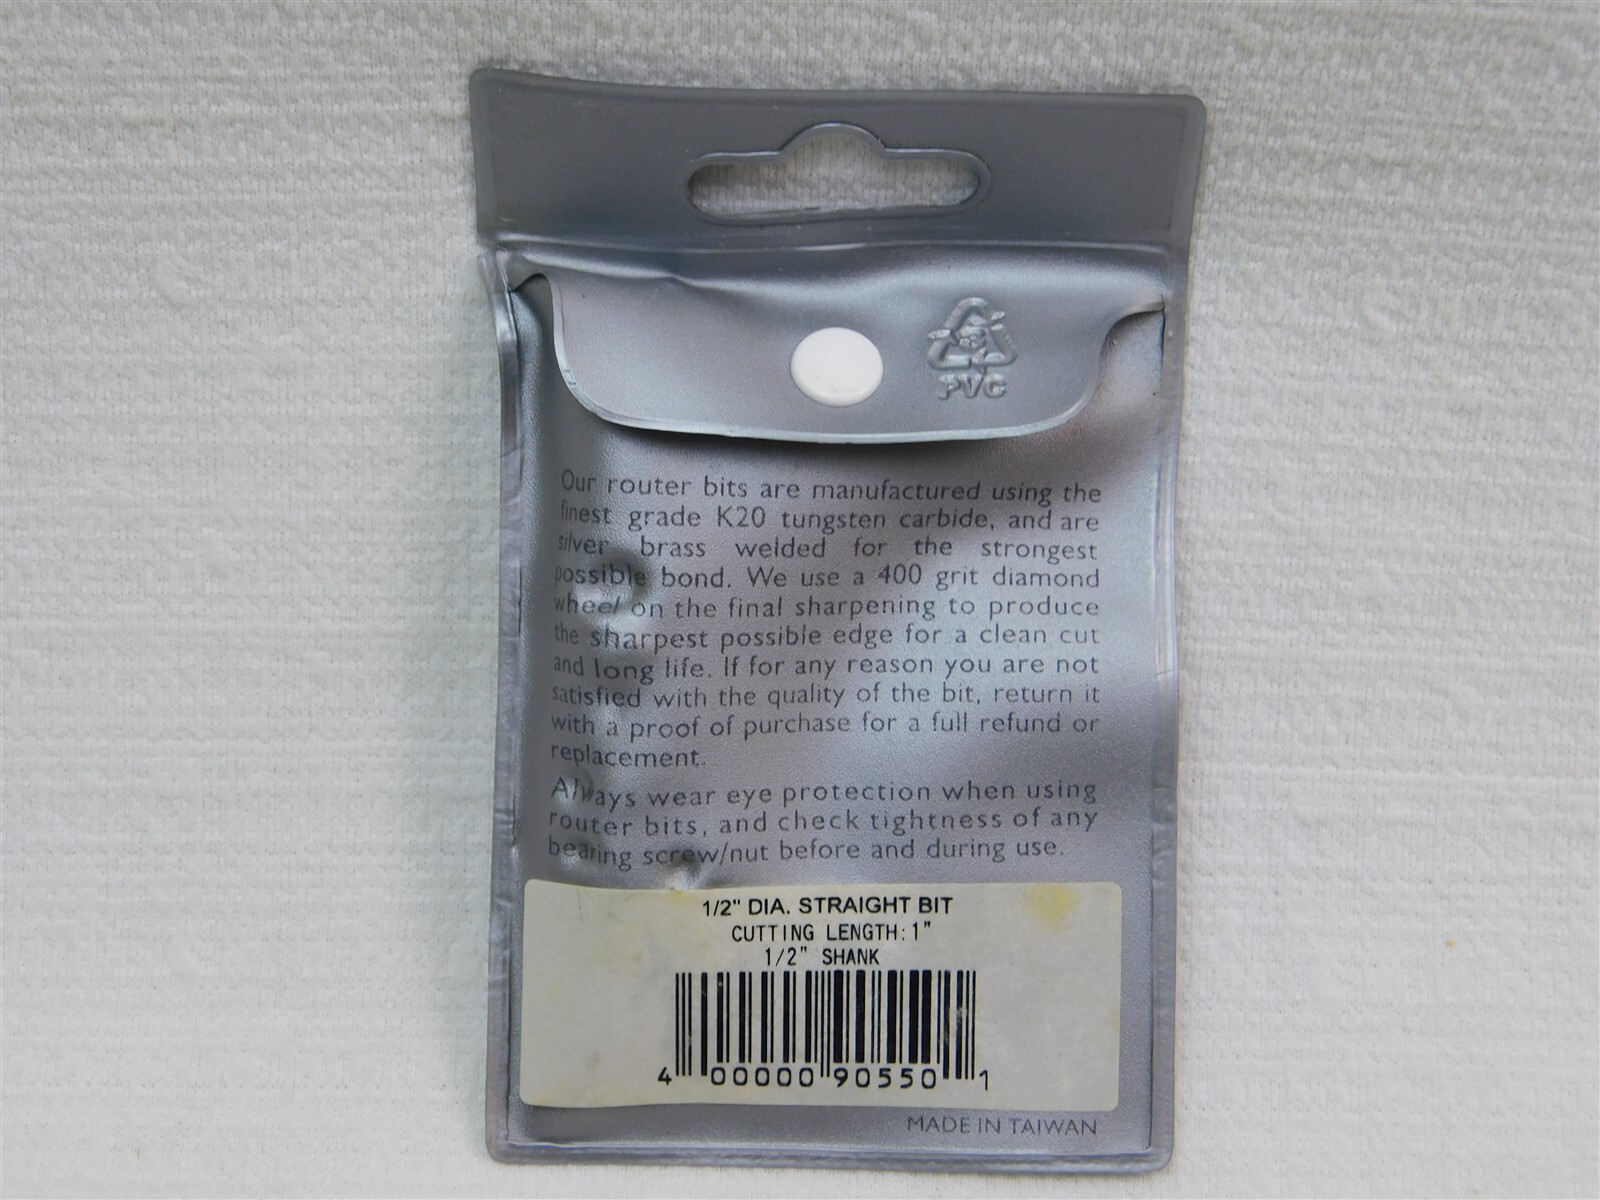 PVC
Our router bits are manufactured using the
finest grade K20 tungsten carbide, and are
silver brass welded for the strongest
possible bond. We use a 400 grit diamond
wheel on the final sharpening to produce
the sharpest possible edge for a clean cut
and long life. If for any reason you are not
satisfied with the quality of the bit, return it
with a proof of purchase for a full refund or
replacement.
Always wear eye protection when using
router bits, and check tightness of any
bearing screw/nut before and during use.
1/2" DIA. STRAIGHT BIT
CUTTING LENGTH:1"
1/2" SHANK
4 00000 90550 1
MADE IN TAIWAN